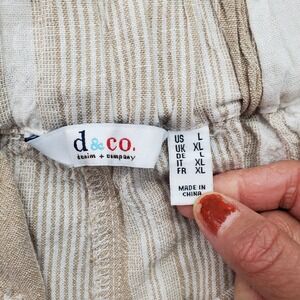 d&co.
denim + company
US L
UK XL
DE L
IT XL
FR XL
MADE IN
CHINA